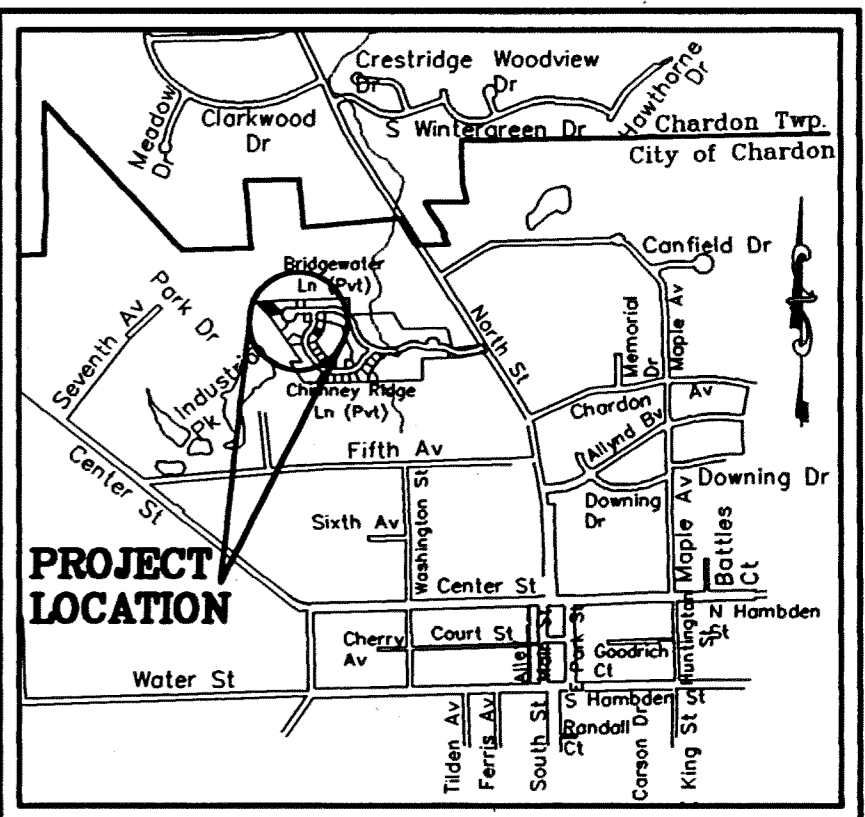 Crestridge Woodview
Dr Dr
Hawthorne
Dr
Meadow
Dr
Clarkwood
Dr
S Wintergreen Dr
Chardon Twp.
City of Chardon
Canfield Dr
Bridgewater
Ln (Pvt)
Park Dr
Seventh Av
North St
Memorial
Dr
Maple Av
Industrial
Pk
Chimney Ridge
Ln (Pvt)
Chardon Av
Allynd Bv
Fifth Av
Center St
Downing Dr
Downing
Dr
Washington St
Sixth Av
Maple Av
Battles
Ct
PROJECT
LOCATION
Center St
N Hambden
St
Cherry
Av
Court St
Alley
Main St
E Park St
Goodrich
Ct
Huntington
St
Water St
S Hambden St
Randall
Ct
Tilden Av
Ferris Av
South St
Carson Dr
King St